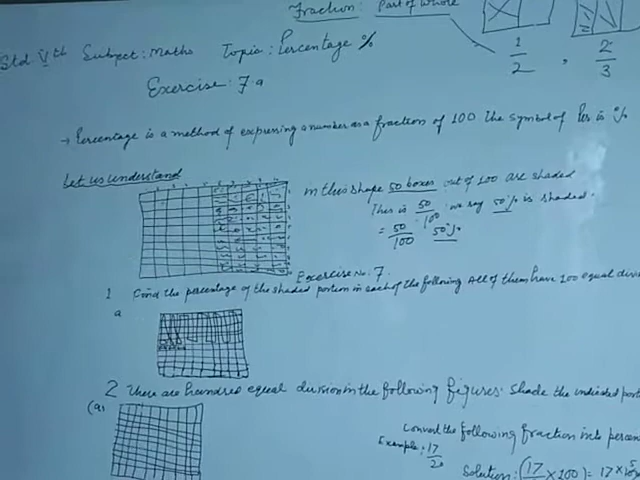 Fraction: Part of whole
Std Vth Subject: Maths Topic: Percentage %
1/2 , 2/3
Exercise: 7a
→ Percentage is a method of expressing a number as a fraction of 100 The symbol of Per is %
Let us understand
In this shape 50 boxes out of 100 are shaded
This is 50/100 we say 50% is shaded.
= 50/100 50%
Exercise No: 7.
1 Find the percentage of the shaded portion in each of the following All of them have 100 equal divi
a
2 There are hundred equal division in the following figures. Shade the indicated port
(a)
Convert the following fraction into percen
Example: 17/20
Solution: (17/ × 100) = 17 ×